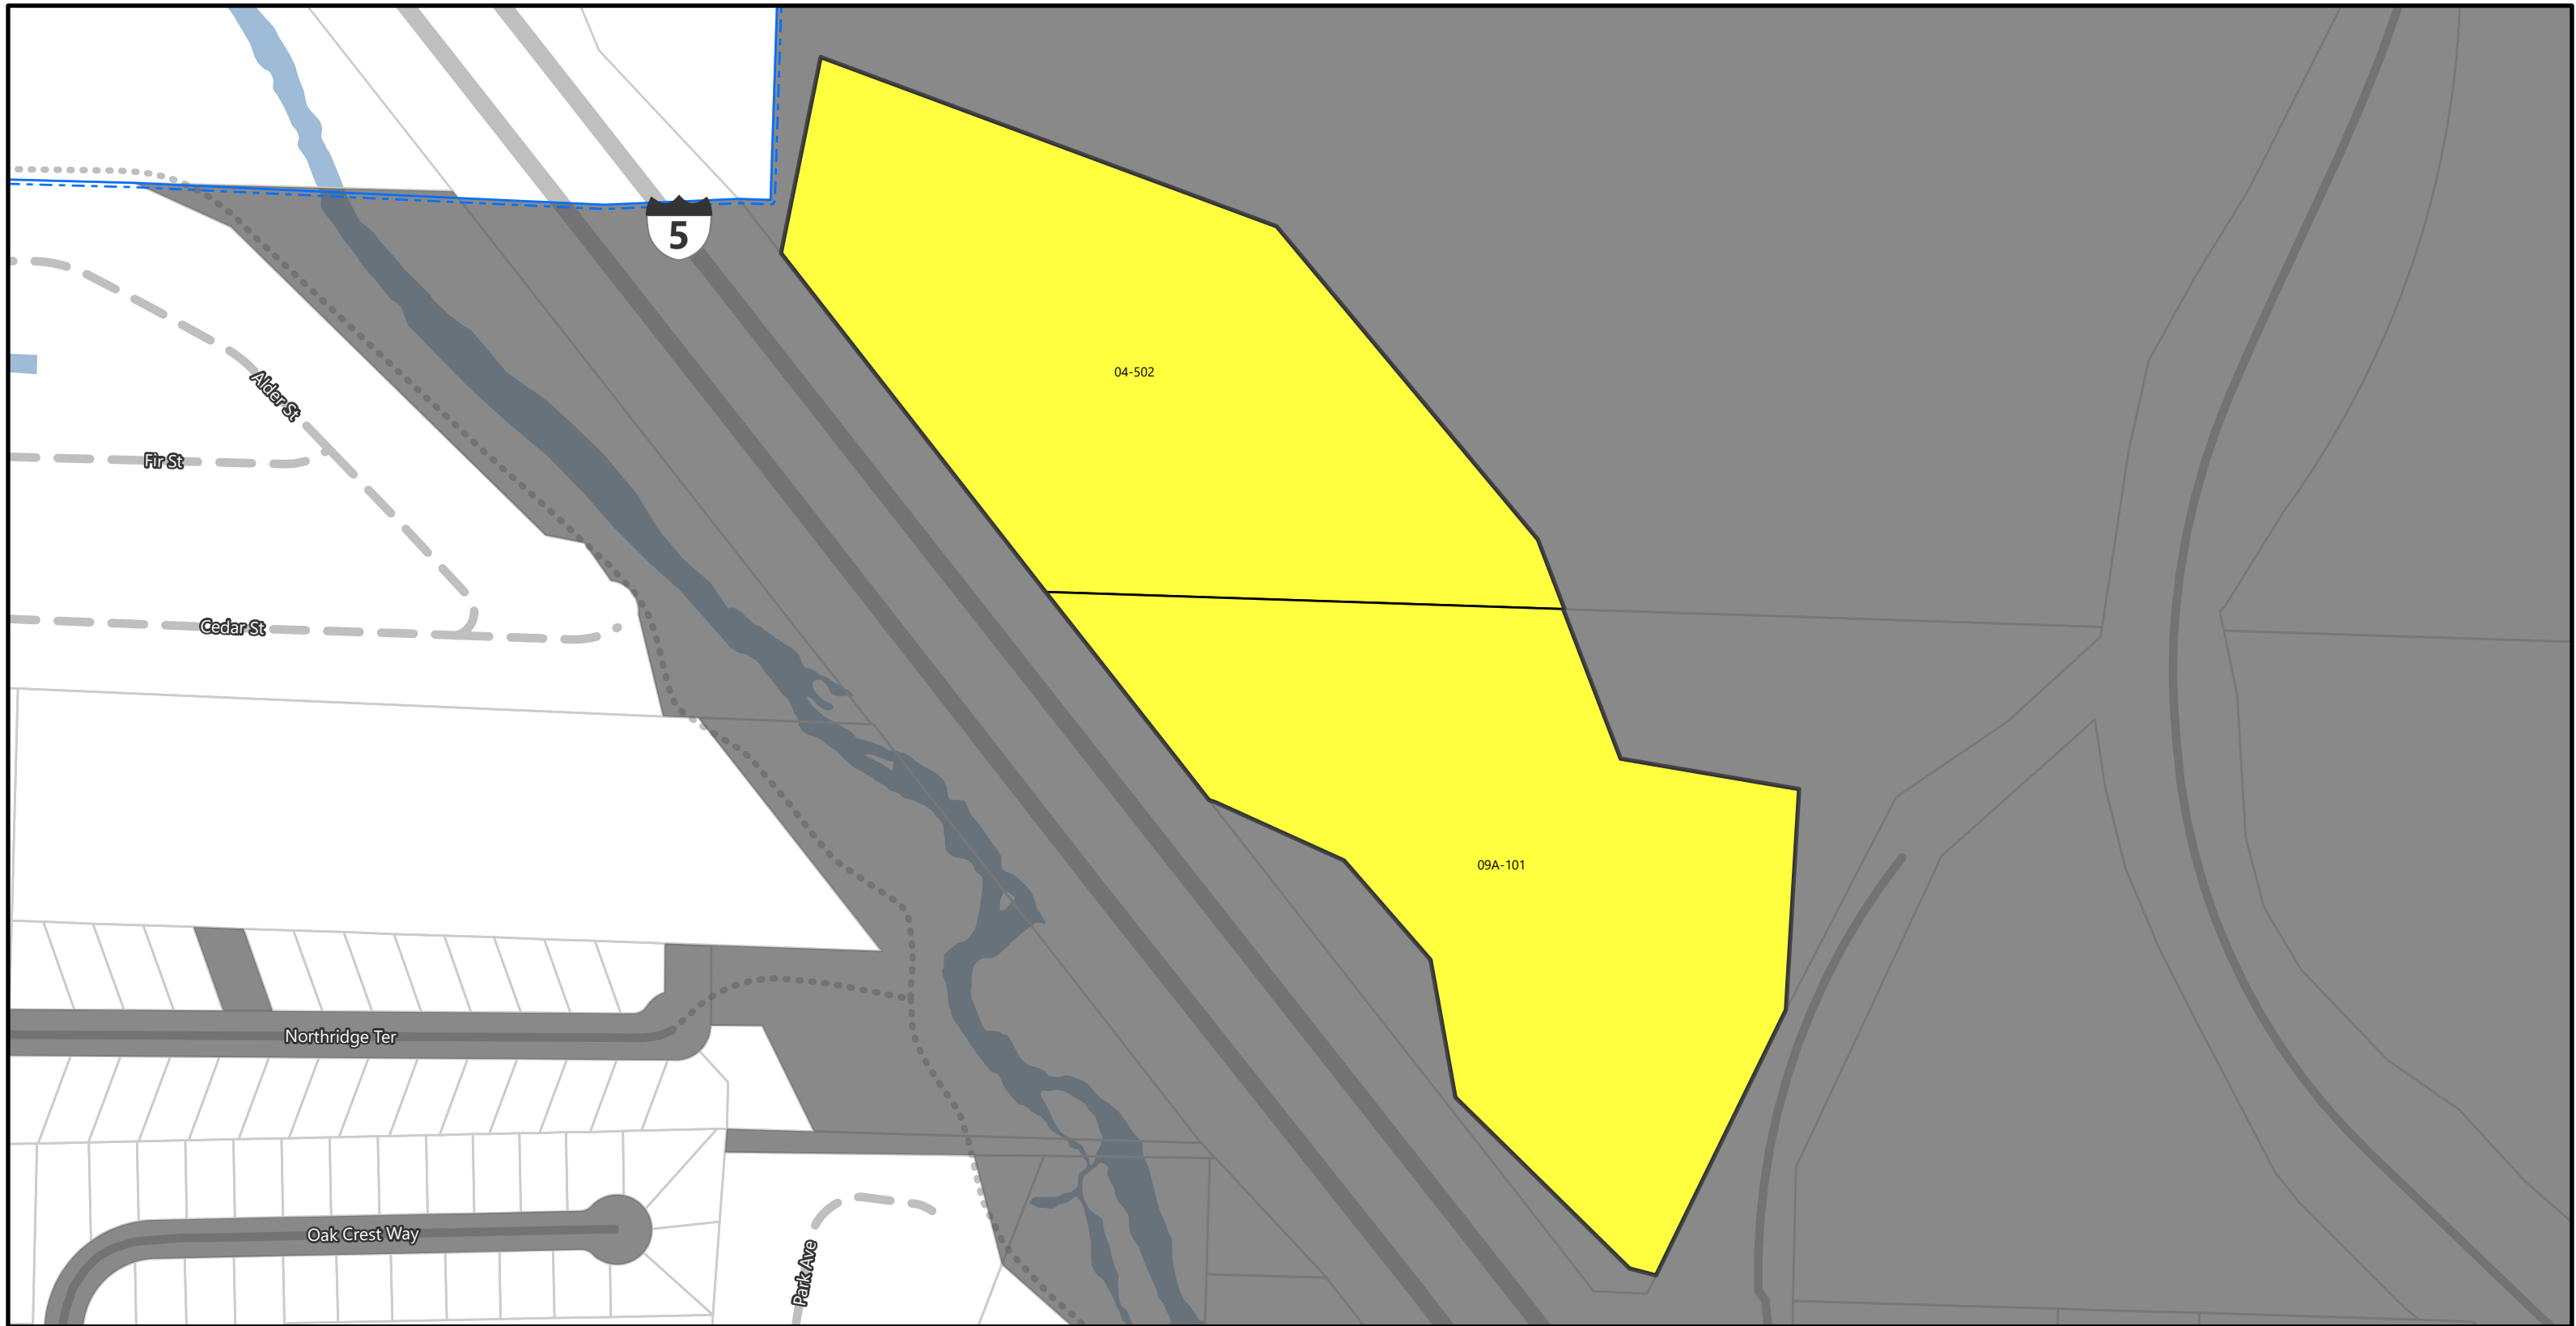 5
04-502
Alder St
Fir St
Cedar St
09A-101
Northridge Ter
Oak Crest Way
Park Ave